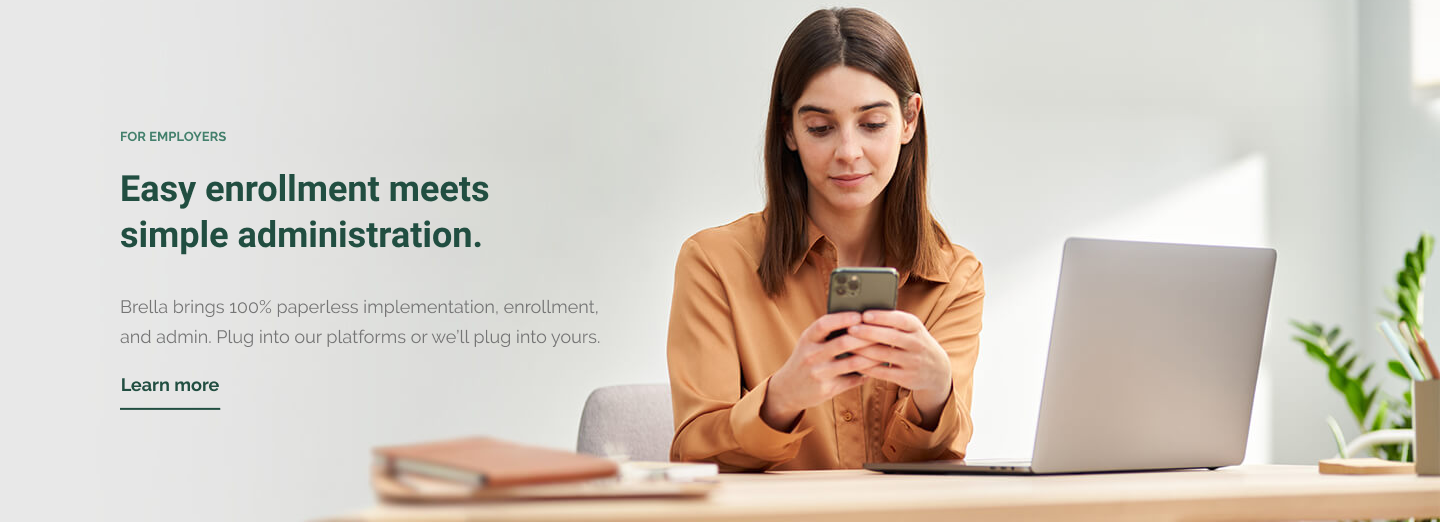 FOR EMPLOYERS
Easy enrollment meets
simple administration.
Brella brings 100% paperless implementation, enrollment,
and admin. Plug into our platforms or we'll plug into yours.
Learn more